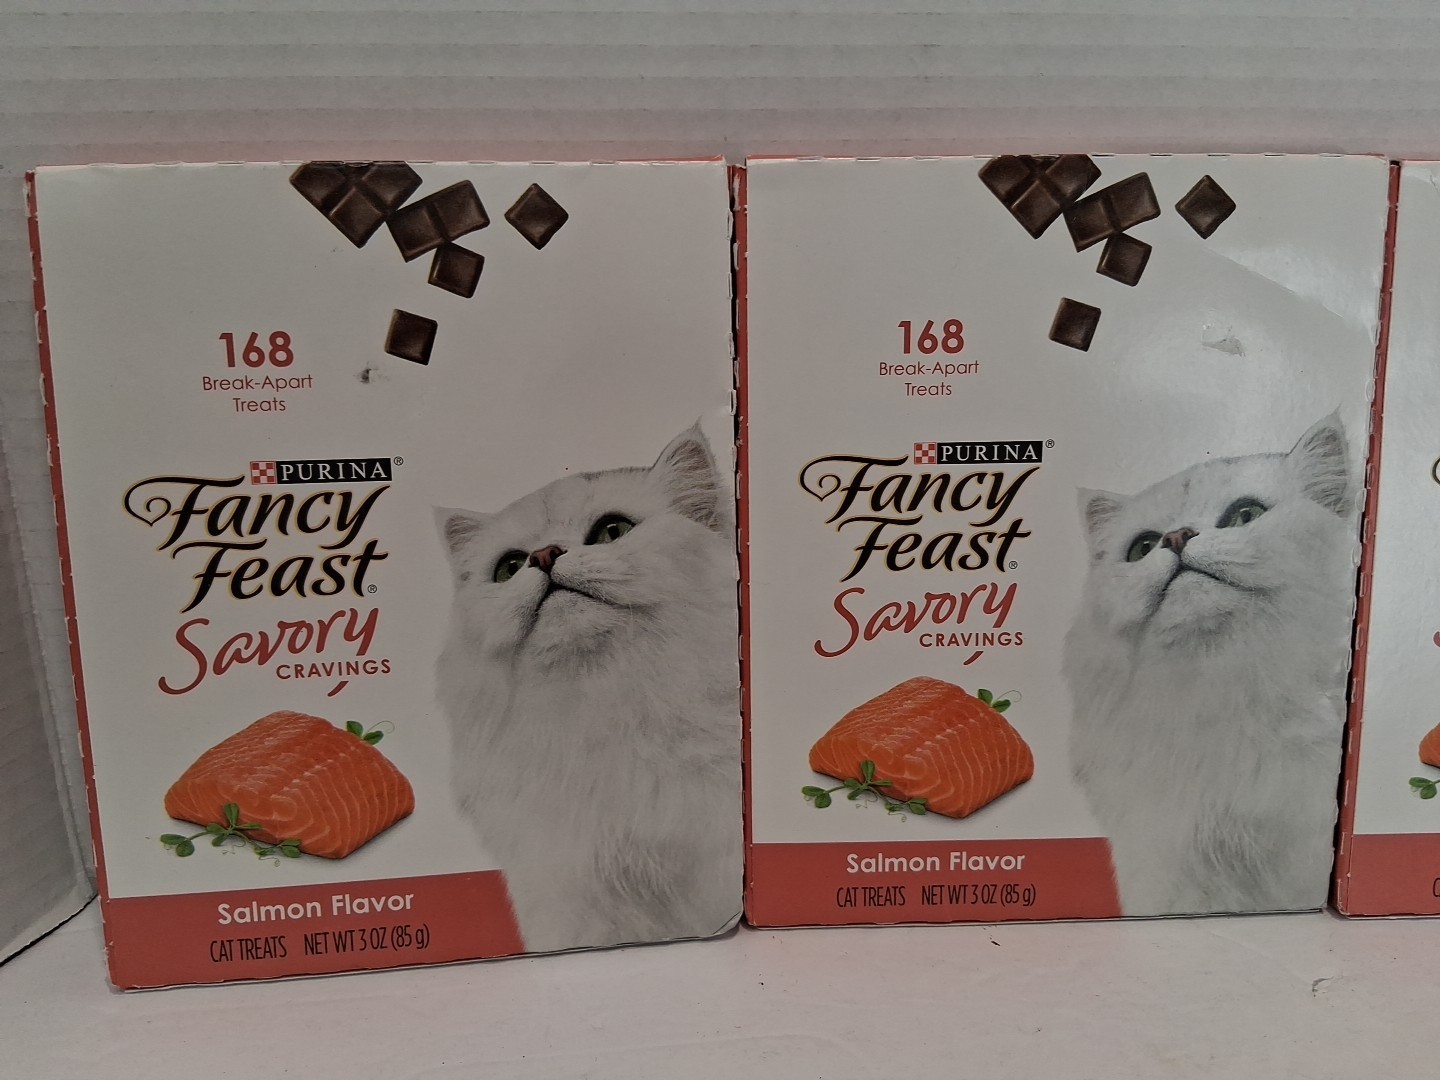 168
Break-Apart
Treats
PURINA®
Fancy
Feast®
Savory
CRAVINGS
Salmon Flavor
CAT TREATS NET WT 3 OZ (85 g)
168
Break-Apart
Treats
PURINA®
Fancy
Feast®
Savory
CRAVINGS
Salmon Flavor
CAT TREATS NET WT 3 OZ (85 g)